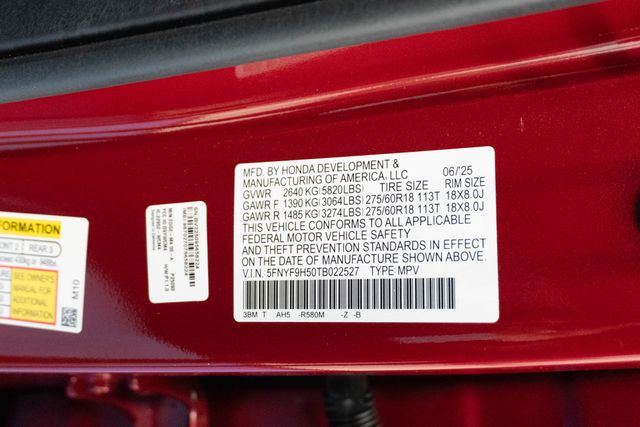 MFD. BY HONDA DEVELOPMENT & 06/'25
MANUFACTURING OF AMERICA, LLC
GVWR 2640 KG(5820LBS) TIRE SIZE RIM SIZE
GAWR F 1390 KG(3064LBS) 275/60R18 113T 18X8.0J
GAWR R 1485 KG(3274LBS) 275/60R18 113T 18X8.0J
THIS VEHICLE CONFORMS TO ALL APPLICABLE
FEDERAL MOTOR VEHICLE SAFETY
AND THEFT PREVENTION STANDARDS IN EFFECT
ON THE DATE OF MANUFACTURE SHOWN ABOVE.
V.I.N. 5FNYF9H50TB022527 TYPE MPV
3BM T AH5 -R580M -Z -B
REAR 3
SEE OWNER'S
MANUAL FOR
ADDITIONAL
INFORMATION
M10